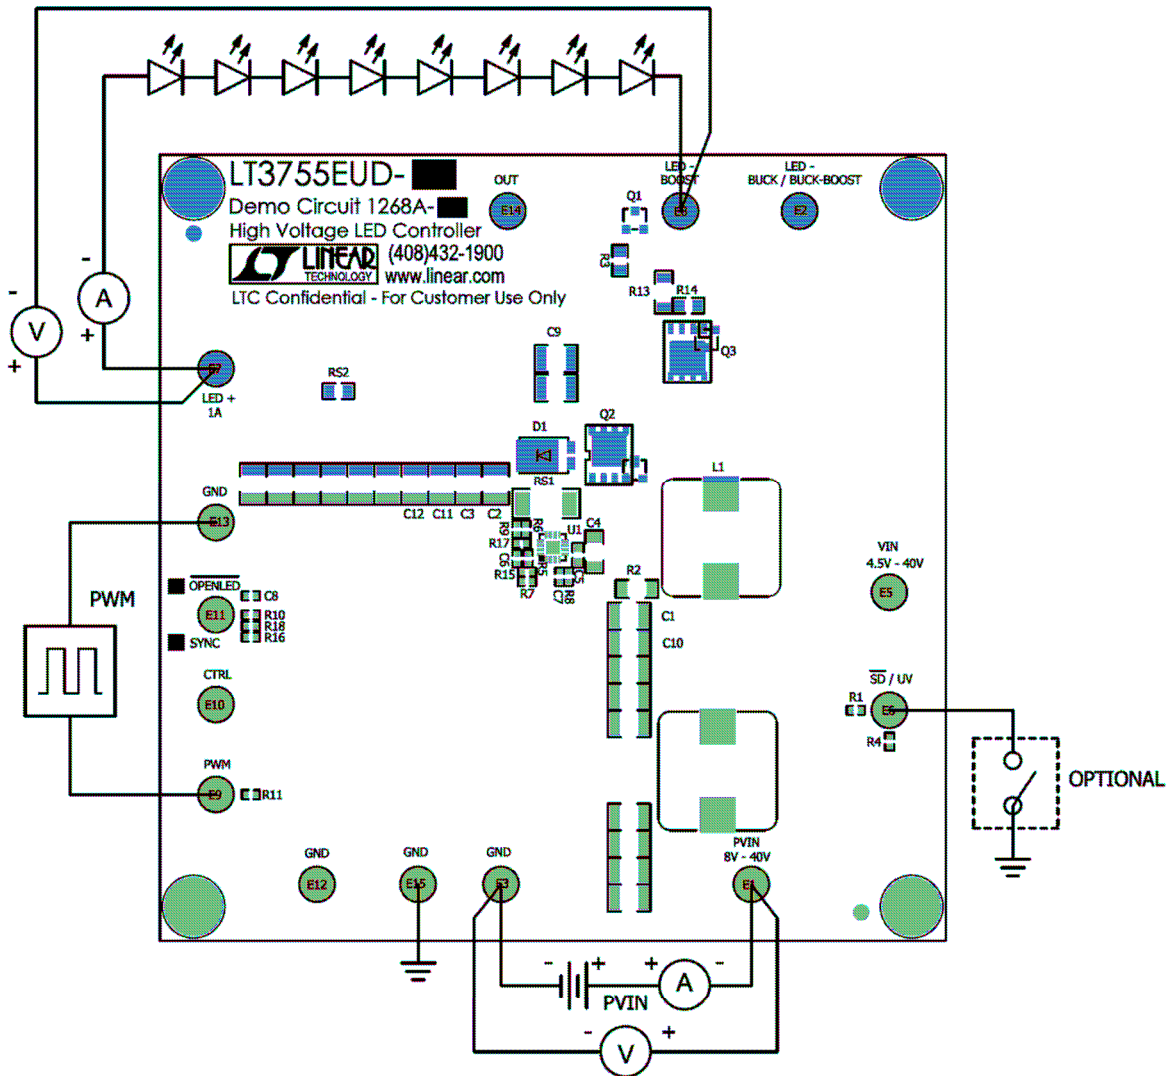 LT3755EUD-
Demo Circuit 1268A-
High Voltage LED Controller
LINEAR
TECHNOLOGY
(408)432-1900
www.linear.com
LTC Confidential - For Customer Use Only
OUT
E14
LED -
BOOST
LED -
BUCK / BUCK-BOOST
E2
Q1
R3
R13
R14
Q3
-
A
+
-
V
+
LED +
1A
RS2
C9
D1
Q2
RS1
L1
C12
C11
C3
C2
R9
R6
U1
C4
R17
C6
R5
C5
R15
R7
C7
R8
R2
C1
C10
GND
E13
PWM
OPENLED
E11
C8
R10
R18
R16
SYNC
CTRL
E10
PWM
E9
R11
VIN
4.5V - 40V
E5
SD / UV
R1
E6
R4
OPTIONAL
GND
E12
GND
E15
GND
E3
PVIN
8V - 40V
E1
-
+
PVIN
+
A
-
-
V
+